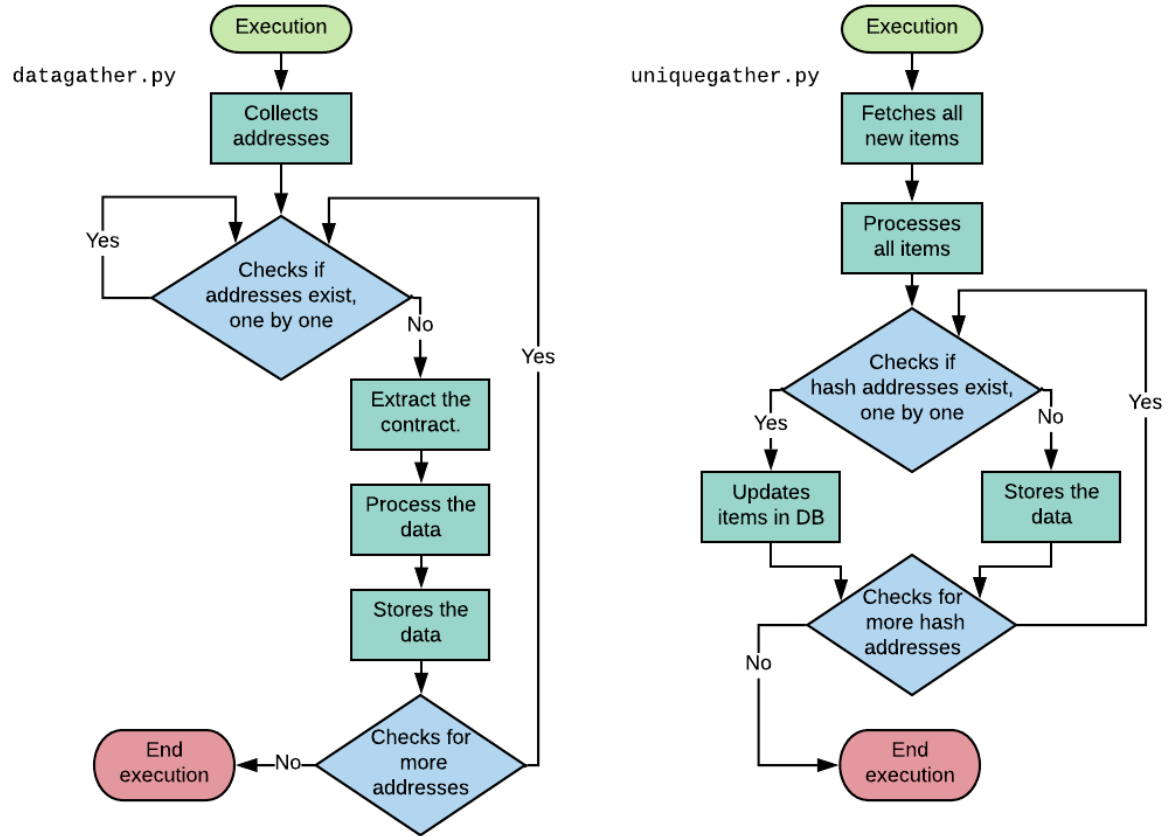 datagather.py
Execution
Collects
addresses
Yes
Checks if
addresses exist,
one by one
No
Yes
Extract the
contract.
Process the
data
Stores the
data
Checks for
more
addresses
No
End
execution
uniquegather.py
Execution
Fetches all
new items
Processes
all items
Checks if
hash addresses exist,
one by one
Yes
No
Yes
Updates
items in DB
Stores the
data
Checks for
more hash
addresses
No
End
execution